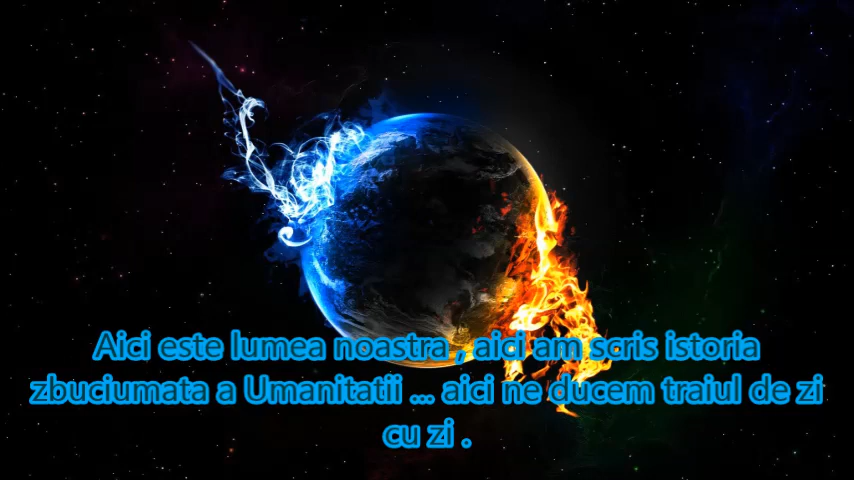 Aici este lumea noastra , aici am scris istoria
zbuciumata a Umanitatii ... aici ne ducem traiul de zi
cu zi .